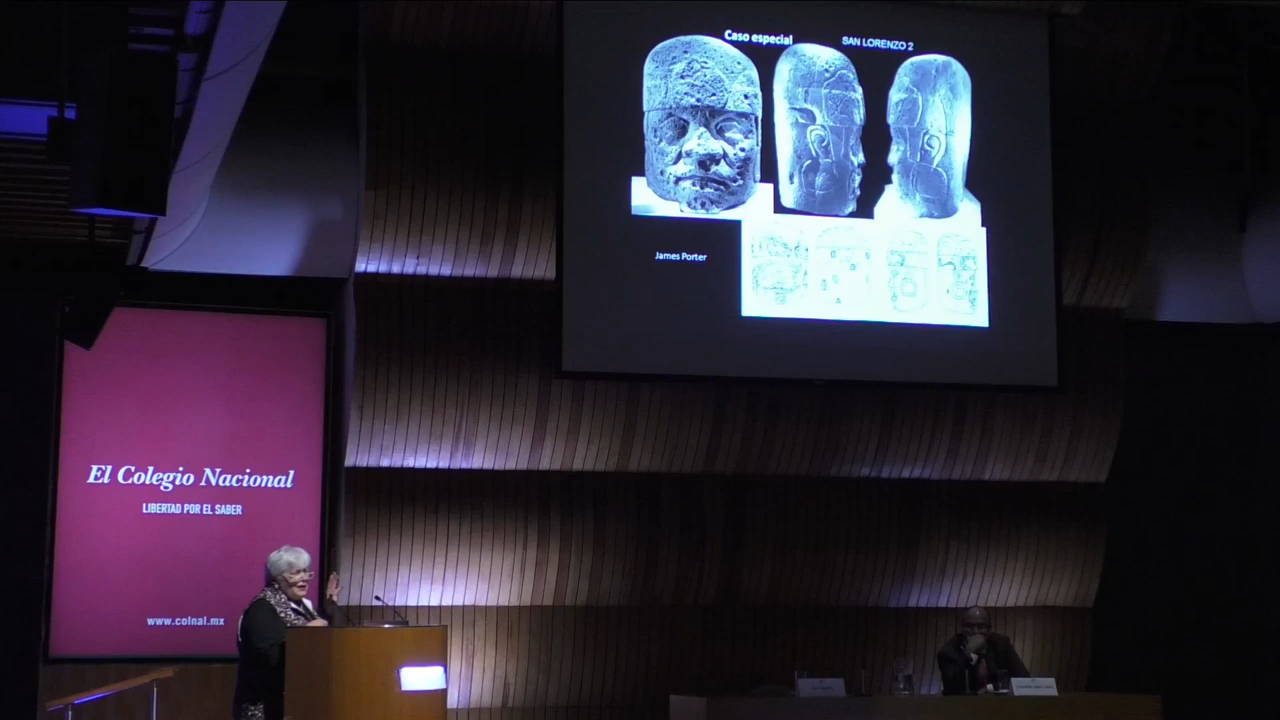 Caso especial
SAN LORENZO 2
James Porter
El Colegio Nacional
LIBERTAD POR EL SABER
www.colnal.mx